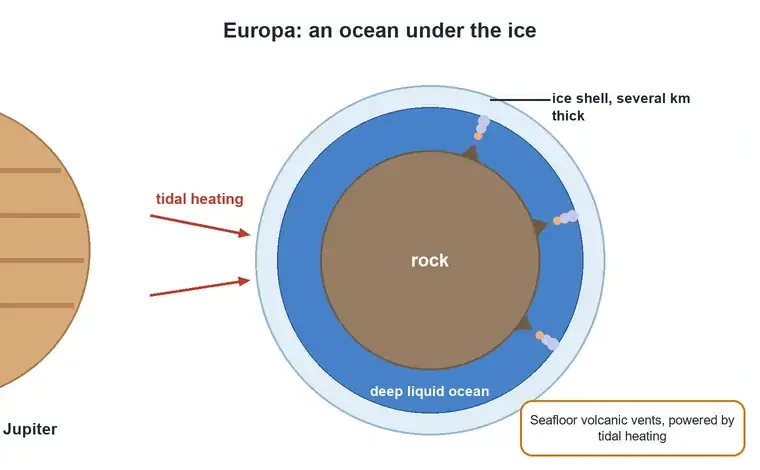 Europa: an ocean under the ice
ice shell, several km
thick
tidal heating
rock
deep liquid ocean
Seafloor volcanic vents, powered by
tidal heating
Jupiter